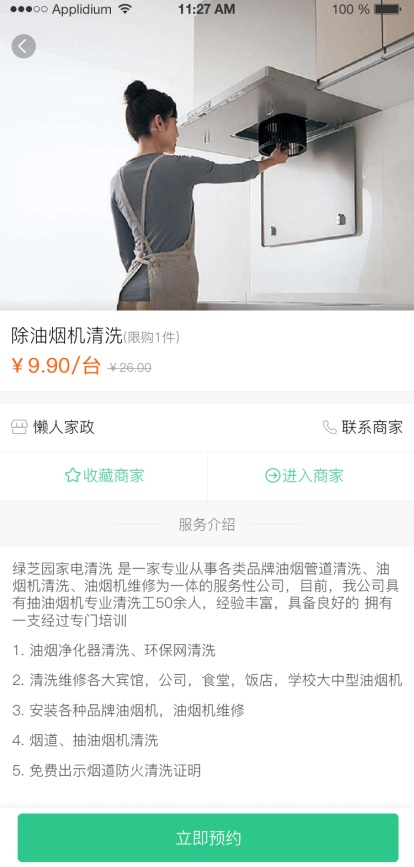 Applidium 11:27 AM 100 %
除油烟机清洗(限购1件)
¥9.90/台 ¥26.00
懒人家政 联系商家
收藏商家 进入商家
服务介绍
绿芝园家电清洗 是一家专业从事各类品牌油烟管道清洗、油
烟机清洗、油烟机维修为一体的服务性公司，目前，我公司具
有抽油烟机专业清洗工50余人，经验丰富，具备良好的 拥有
一支经过专门培训
1. 油烟净化器清洗、环保网清洗
2. 清洗维修各大宾馆，公司，食堂，饭店，学校大中型油烟机
3. 安装各种品牌油烟机，油烟机维修
4. 烟道、抽油烟机清洗
5. 免费出示烟道防火清洗证明
立即预约